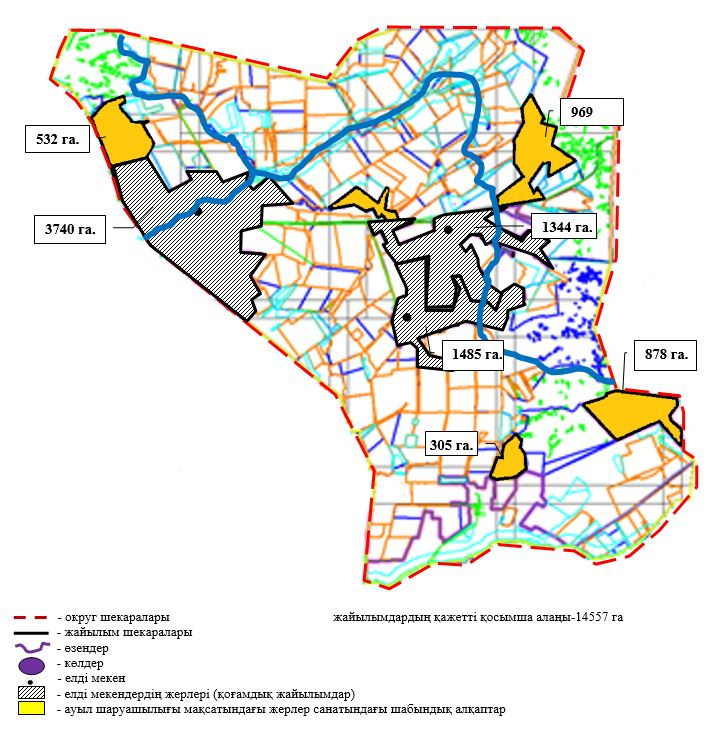 969
532 га.
3740 га.
1344 га.
1485 га.
878 га.
305 га.
- округ шекаралары
жайылымдардың қажетті қосымша алаңы-14557 га
- жайылым шекаралары
- өзендер
- көлдер
- елді мекен
- елді мекендердің жерлері (қоғамдық жайылымдар)
- ауыл шаруашылығы мақсатындағы жерлер санатындағы шабындық алқаптар